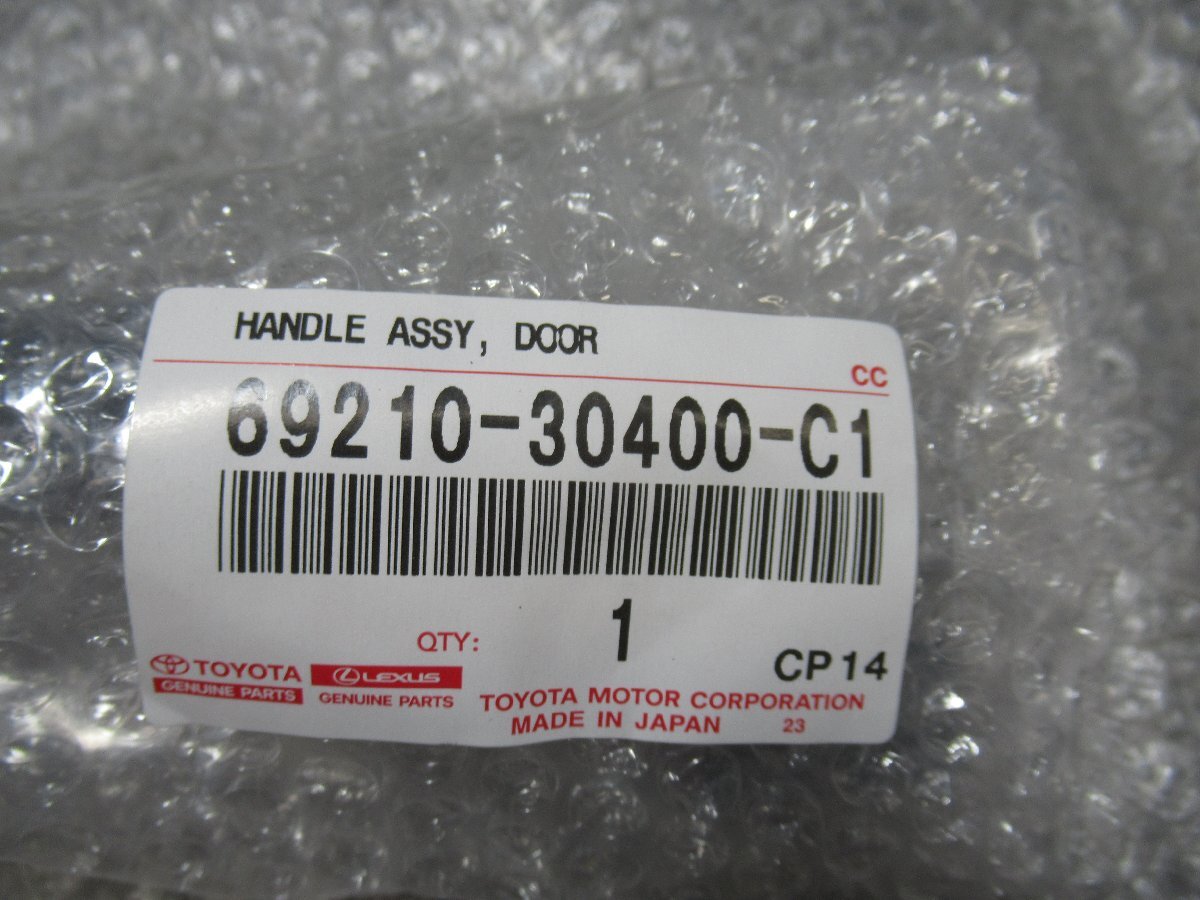 HANDLE ASSY, DOOR
CC
69210-30400-C1
QTY: 1
CP14
TOYOTA
GENUINE PARTS
LEXUS
GENUINE PARTS
TOYOTA MOTOR CORPORATION
MADE IN JAPAN 23